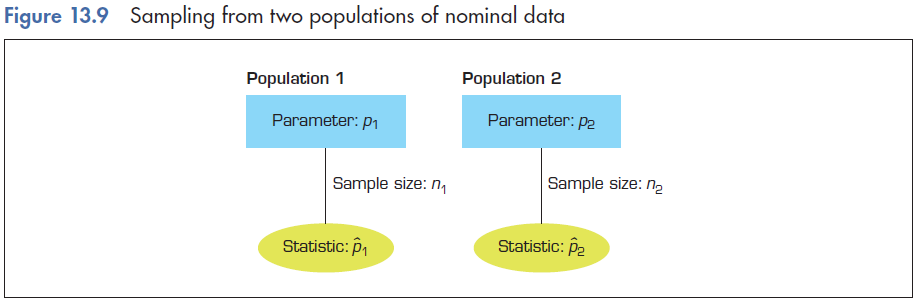 Figure 13.9 Sampling from two populations of nominal data
Population 1 Population 2
Parameter: p₁ Parameter: p₂
Sample size: n₁ Sample size: n₂
Statistic: p̂₁ Statistic: p̂₂